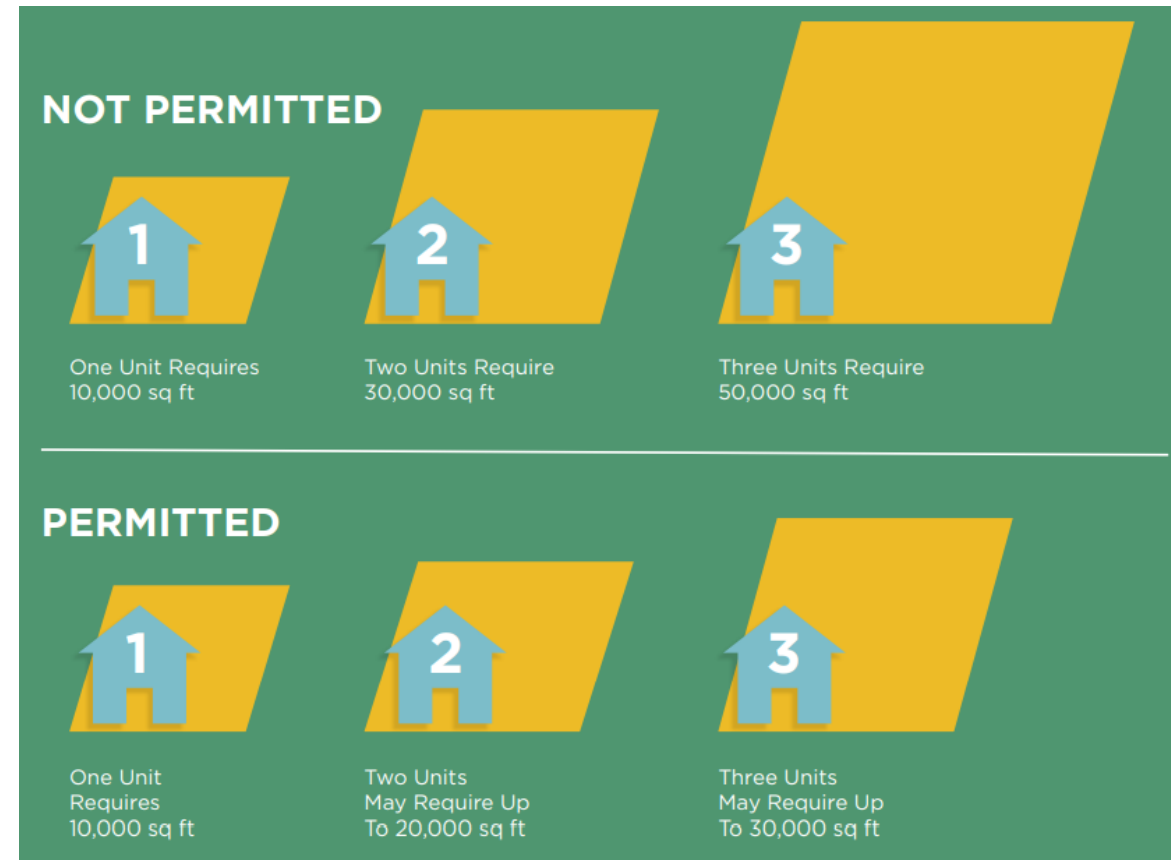 NOT PERMITTED
1
2
3
One Unit Requires
10,000 sq ft
Two Units Require
30,000 sq ft
Three Units Require
50,000 sq ft
PERMITTED
1
2
3
One Unit
Requires
10,000 sq ft
Two Units
May Require Up
To 20,000 sq ft
Three Units
May Require Up
To 30,000 sq ft